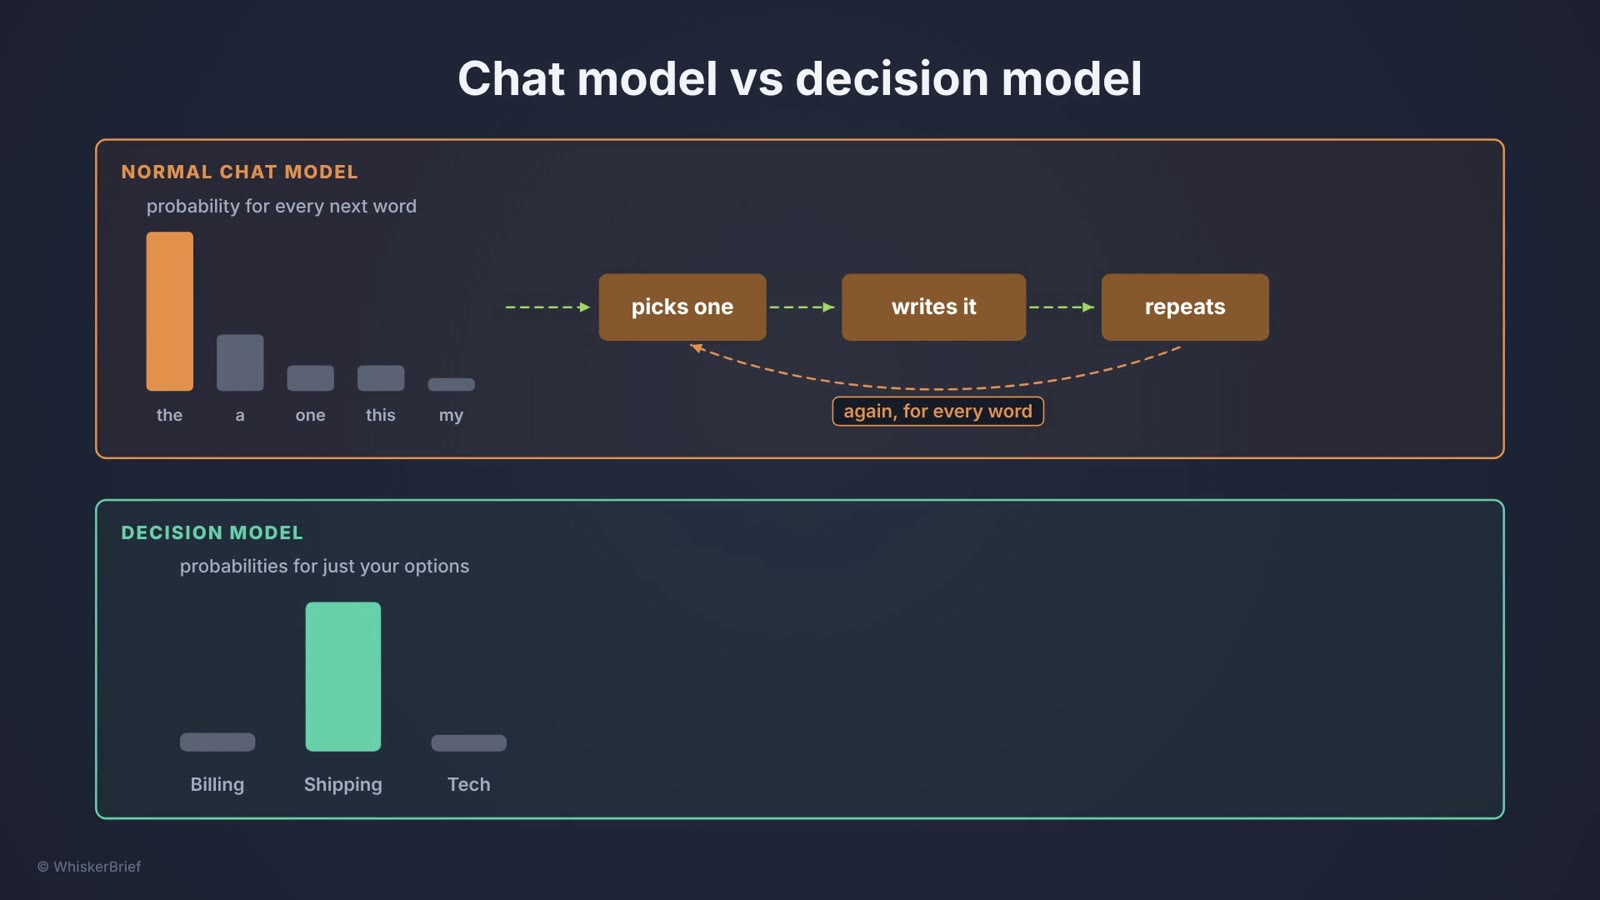 Chat model vs decision model
NORMAL CHAT MODEL
probability for every next word
the
a
one
this
my
picks one
writes it
repeats
again, for every word
DECISION MODEL
probabilities for just your options
Billing
Shipping
Tech
© WhiskerBrief